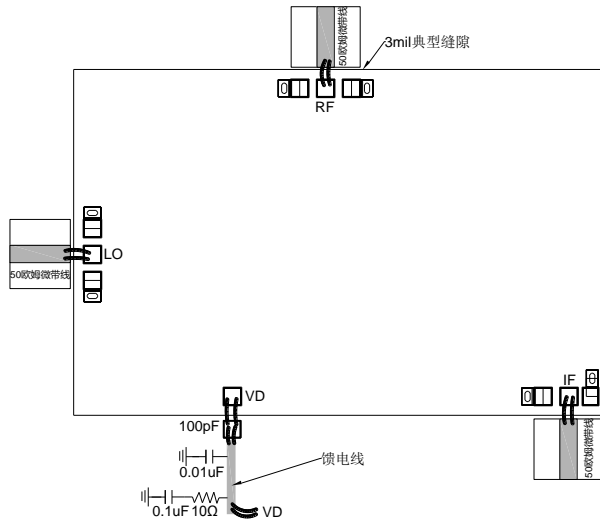 50欧姆微带线
3mil典型缝隙
RF
LO
50欧姆微带线
VD
IF
100pF
馈电线
0.01uF
50欧姆微带线
0.1uF 10Ω
VD